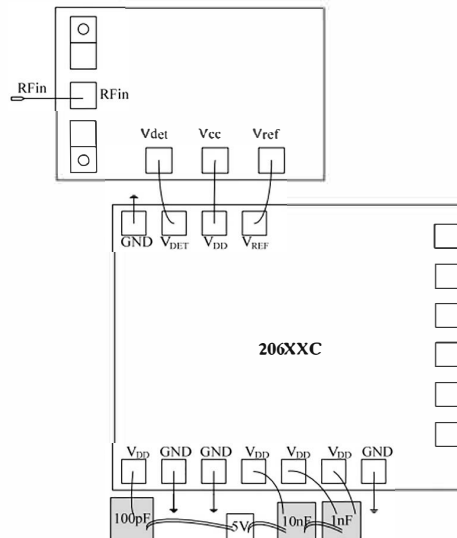 RFin
RFin
Vdet Vcc Vref
GND VDET VDD VREF
206XXC
VDD GND GND VDD VDD VDD GND
100pF 5V 10nF 1nF